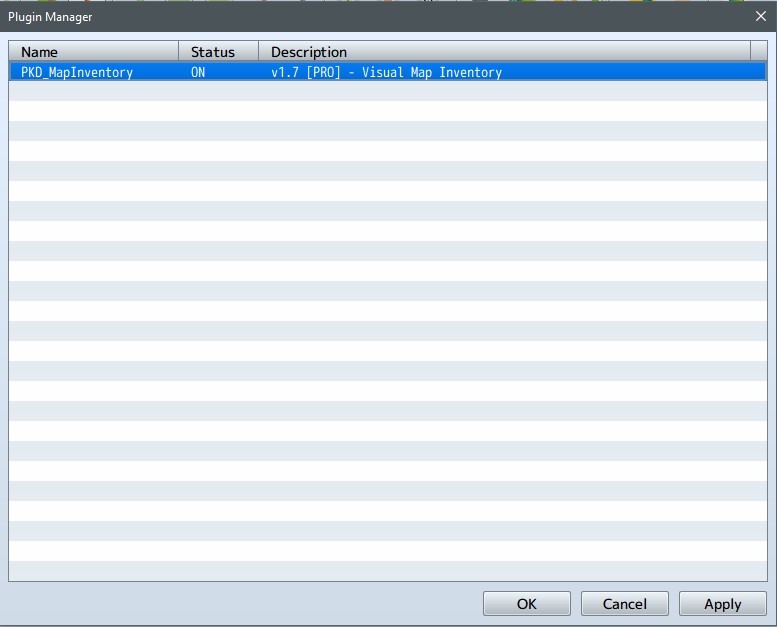 Plugin Manager
Name Status Description
PKD_MapInventory ON v1.7 [PRO] - Visual Map Inventory
OK Cancel Apply